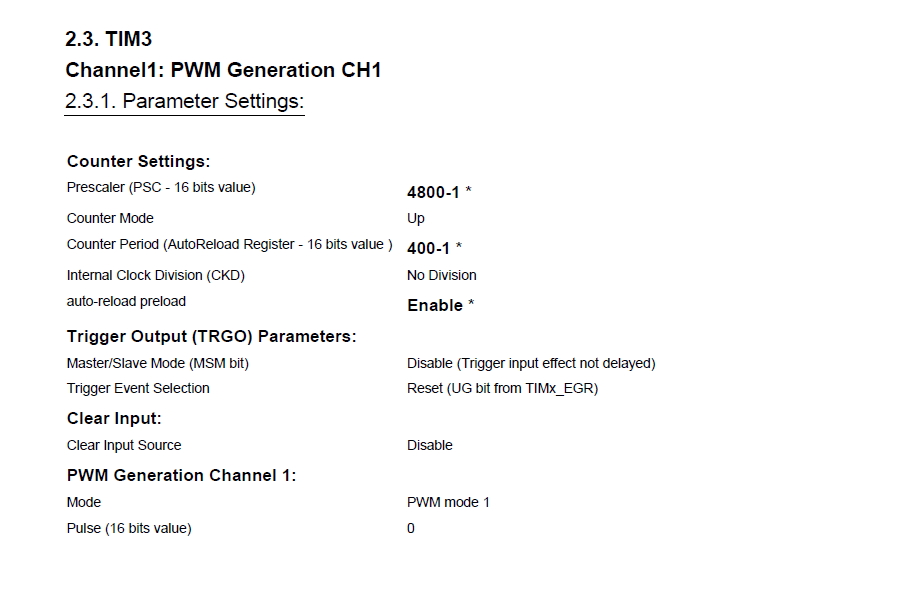 2.3. TIM3
Channel1: PWM Generation CH1
2.3.1. Parameter Settings:
Counter Settings:
Prescaler (PSC - 16 bits value) 4800-1 *
Counter Mode Up
Counter Period (AutoReload Register - 16 bits value ) 400-1 *
Internal Clock Division (CKD) No Division
auto-reload preload Enable *
Trigger Output (TRGO) Parameters:
Master/Slave Mode (MSM bit) Disable (Trigger input effect not delayed)
Trigger Event Selection Reset (UG bit from TIMx_EGR)
Clear Input:
Clear Input Source Disable
PWM Generation Channel 1:
Mode PWM mode 1
Pulse (16 bits value) 0